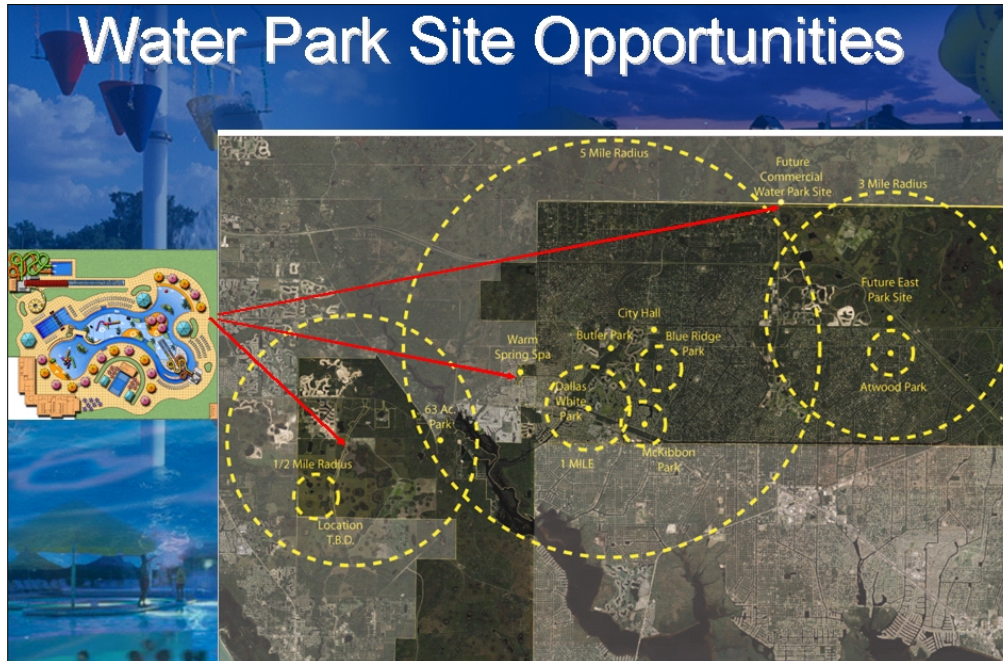 Water Park Site Opportunities
5 Mile Radius
Future
Commercial
Water Park Site
3 Mile Radius
Future East
Park Site
City Hall
Butler Park
Blue Ridge
Park
Warm
Spring Spa
Atwood Park
Dallas
White
Park
63 Ac.
Park
1/2 Mile Radius
1 MILE
McKibbon
Park
Location
T.B.D.